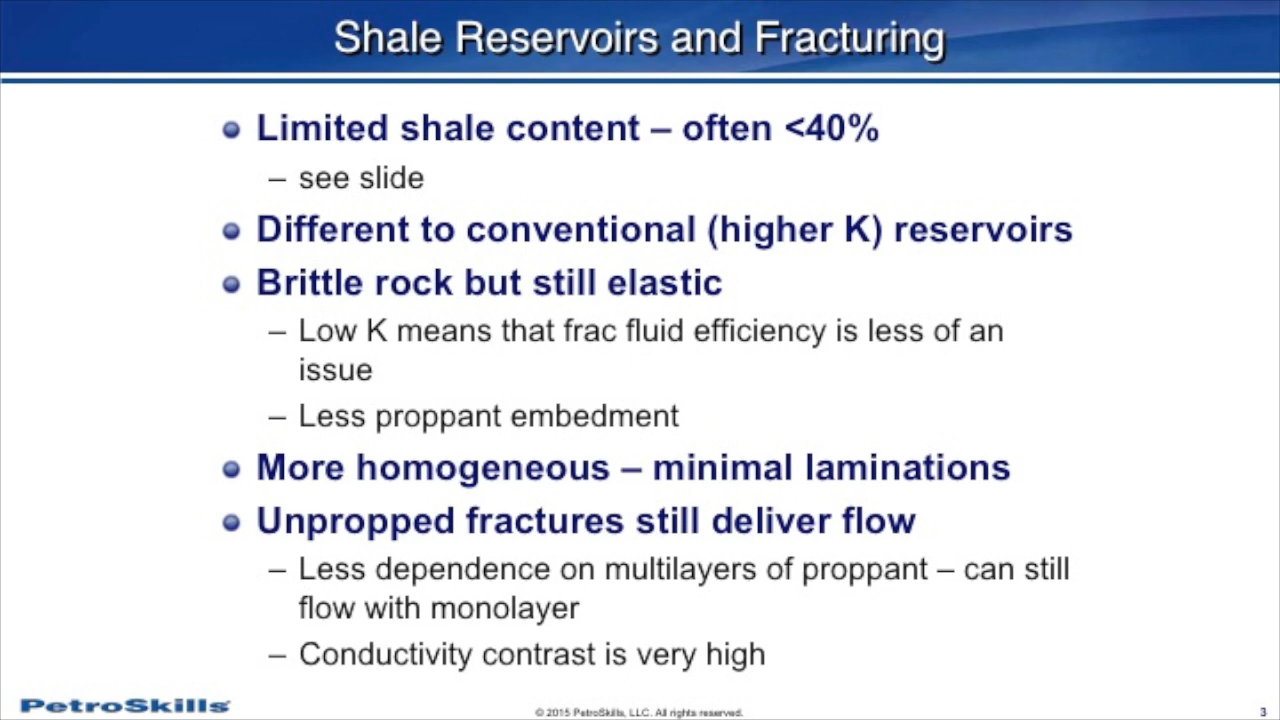 Shale Reservoirs and Fracturing
Limited shale content – often <40%
– see slide
Different to conventional (higher K) reservoirs
Brittle rock but still elastic
– Low K means that frac fluid efficiency is less of an
issue
– Less proppant embedment
More homogeneous – minimal laminations
Unpropped fractures still deliver flow
– Less dependence on multilayers of proppant – can still
flow with monolayer
– Conductivity contrast is very high
PetroSkills
© 2015 PetroSkills, LLC. All rights reserved.
3